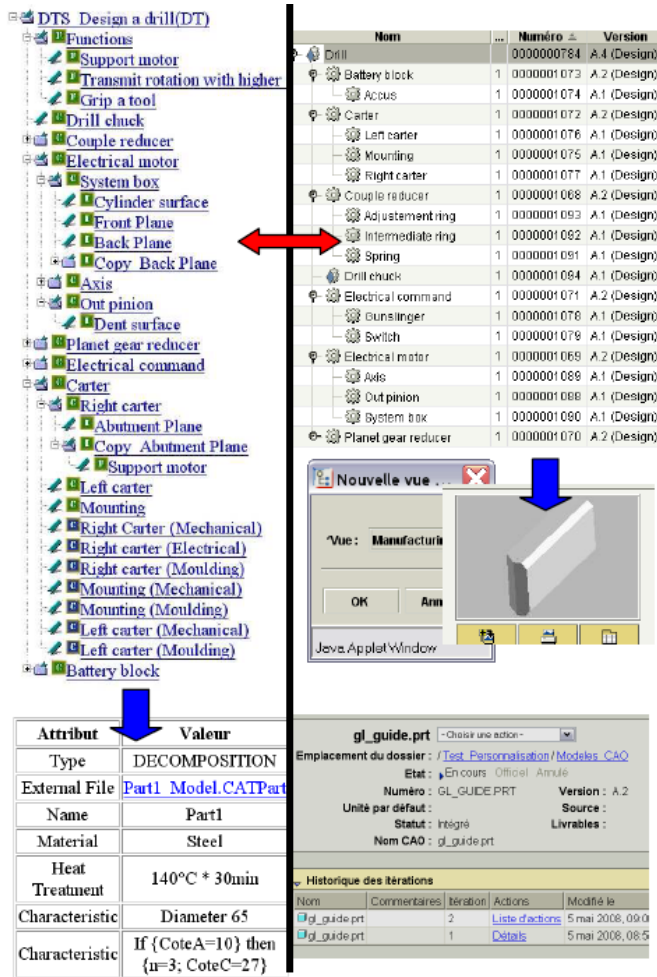 DTS Design a drill(DT)
Functions
Support motor
Transmit rotation with higher
Grip a tool
Drill chuck
Couple reducer
Electrical motor
System box
Cylinder surface
Front Plane
Back Plane
Copy Back Plane
Axis
Out pinion
Dent surface
Planet gear reducer
Electrical command
Carter
Right carter
Abutment Plane
Copy Abutment Plane
Support motor
Left carter
Mounting
Right Carter (Mechanical)
Right carter (Electrical)
Right carter (Moulding)
Mounting (Mechanical)
Mounting (Moulding)
Left carter (Mechanical)
Left carter (Moulding)
Battery block
Nom ... Numéro Version
Drill 0000000784 A.4 (Design)
Battery block 1 0000001073 A.2 (Design)
Accus 1 0000001074 A.1 (Design)
Carter 1 0000001072 A.2 (Design)
Left carter 1 0000001076 A.1 (Design)
Mounting 1 0000001075 A.1 (Design)
Right carter 1 0000001077 A.1 (Design)
Couple reducer 1 0000001068 A.2 (Design)
Adjustement ring 1 0000001093 A.1 (Design)
Intermediate ring 1 0000001092 A.1 (Design)
Spring 1 0000001091 A.1 (Design)
Drill chuck 1 0000001094 A.1 (Design)
Electrical command 1 0000001071 A.2 (Design)
Gunslinger 1 0000001078 A.1 (Design)
Switch 1 0000001079 A.1 (Design)
Electrical motor 1 0000001069 A.2 (Design)
Axis 1 0000001089 A.1 (Design)
Out pinion 1 0000001088 A.1 (Design)
System box 1 0000001090 A.1 (Design)
Planet gear reducer 1 0000001070 A.2 (Design)
Nouvelle vue ...
*Vue : Manufacturin
OK Ann
Java Applet Window
Attribut Valeur
Type DECOMPOSITION
External File Part1 Model.CATPart
Name Part1
Material Steel
Heat
Treatment 140°C * 30min
Characteristic Diameter 65
Characteristic If {CoteA=10} then
{n=3; CoteC=27}
gl_guide.prt - Choisir une action -
Emplacement du dossier : / Test_Personnalisation / Modeles_CAO
Etat : En cours Officiel Annulé
Numéro : GL_GUIDE.PRT Version : A.2
Unité par défaut : Source :
Statut : Intégré Livrables :
Nom CAO : gl_guide.prt
Historique des itérations
Nom Commentaires Itération Actions Modifié le
gl_guide.prt 2 Liste d'actions 5 mai 2008, 09:0
gl_guide.prt 1 Détails 5 mai 2008, 08:5